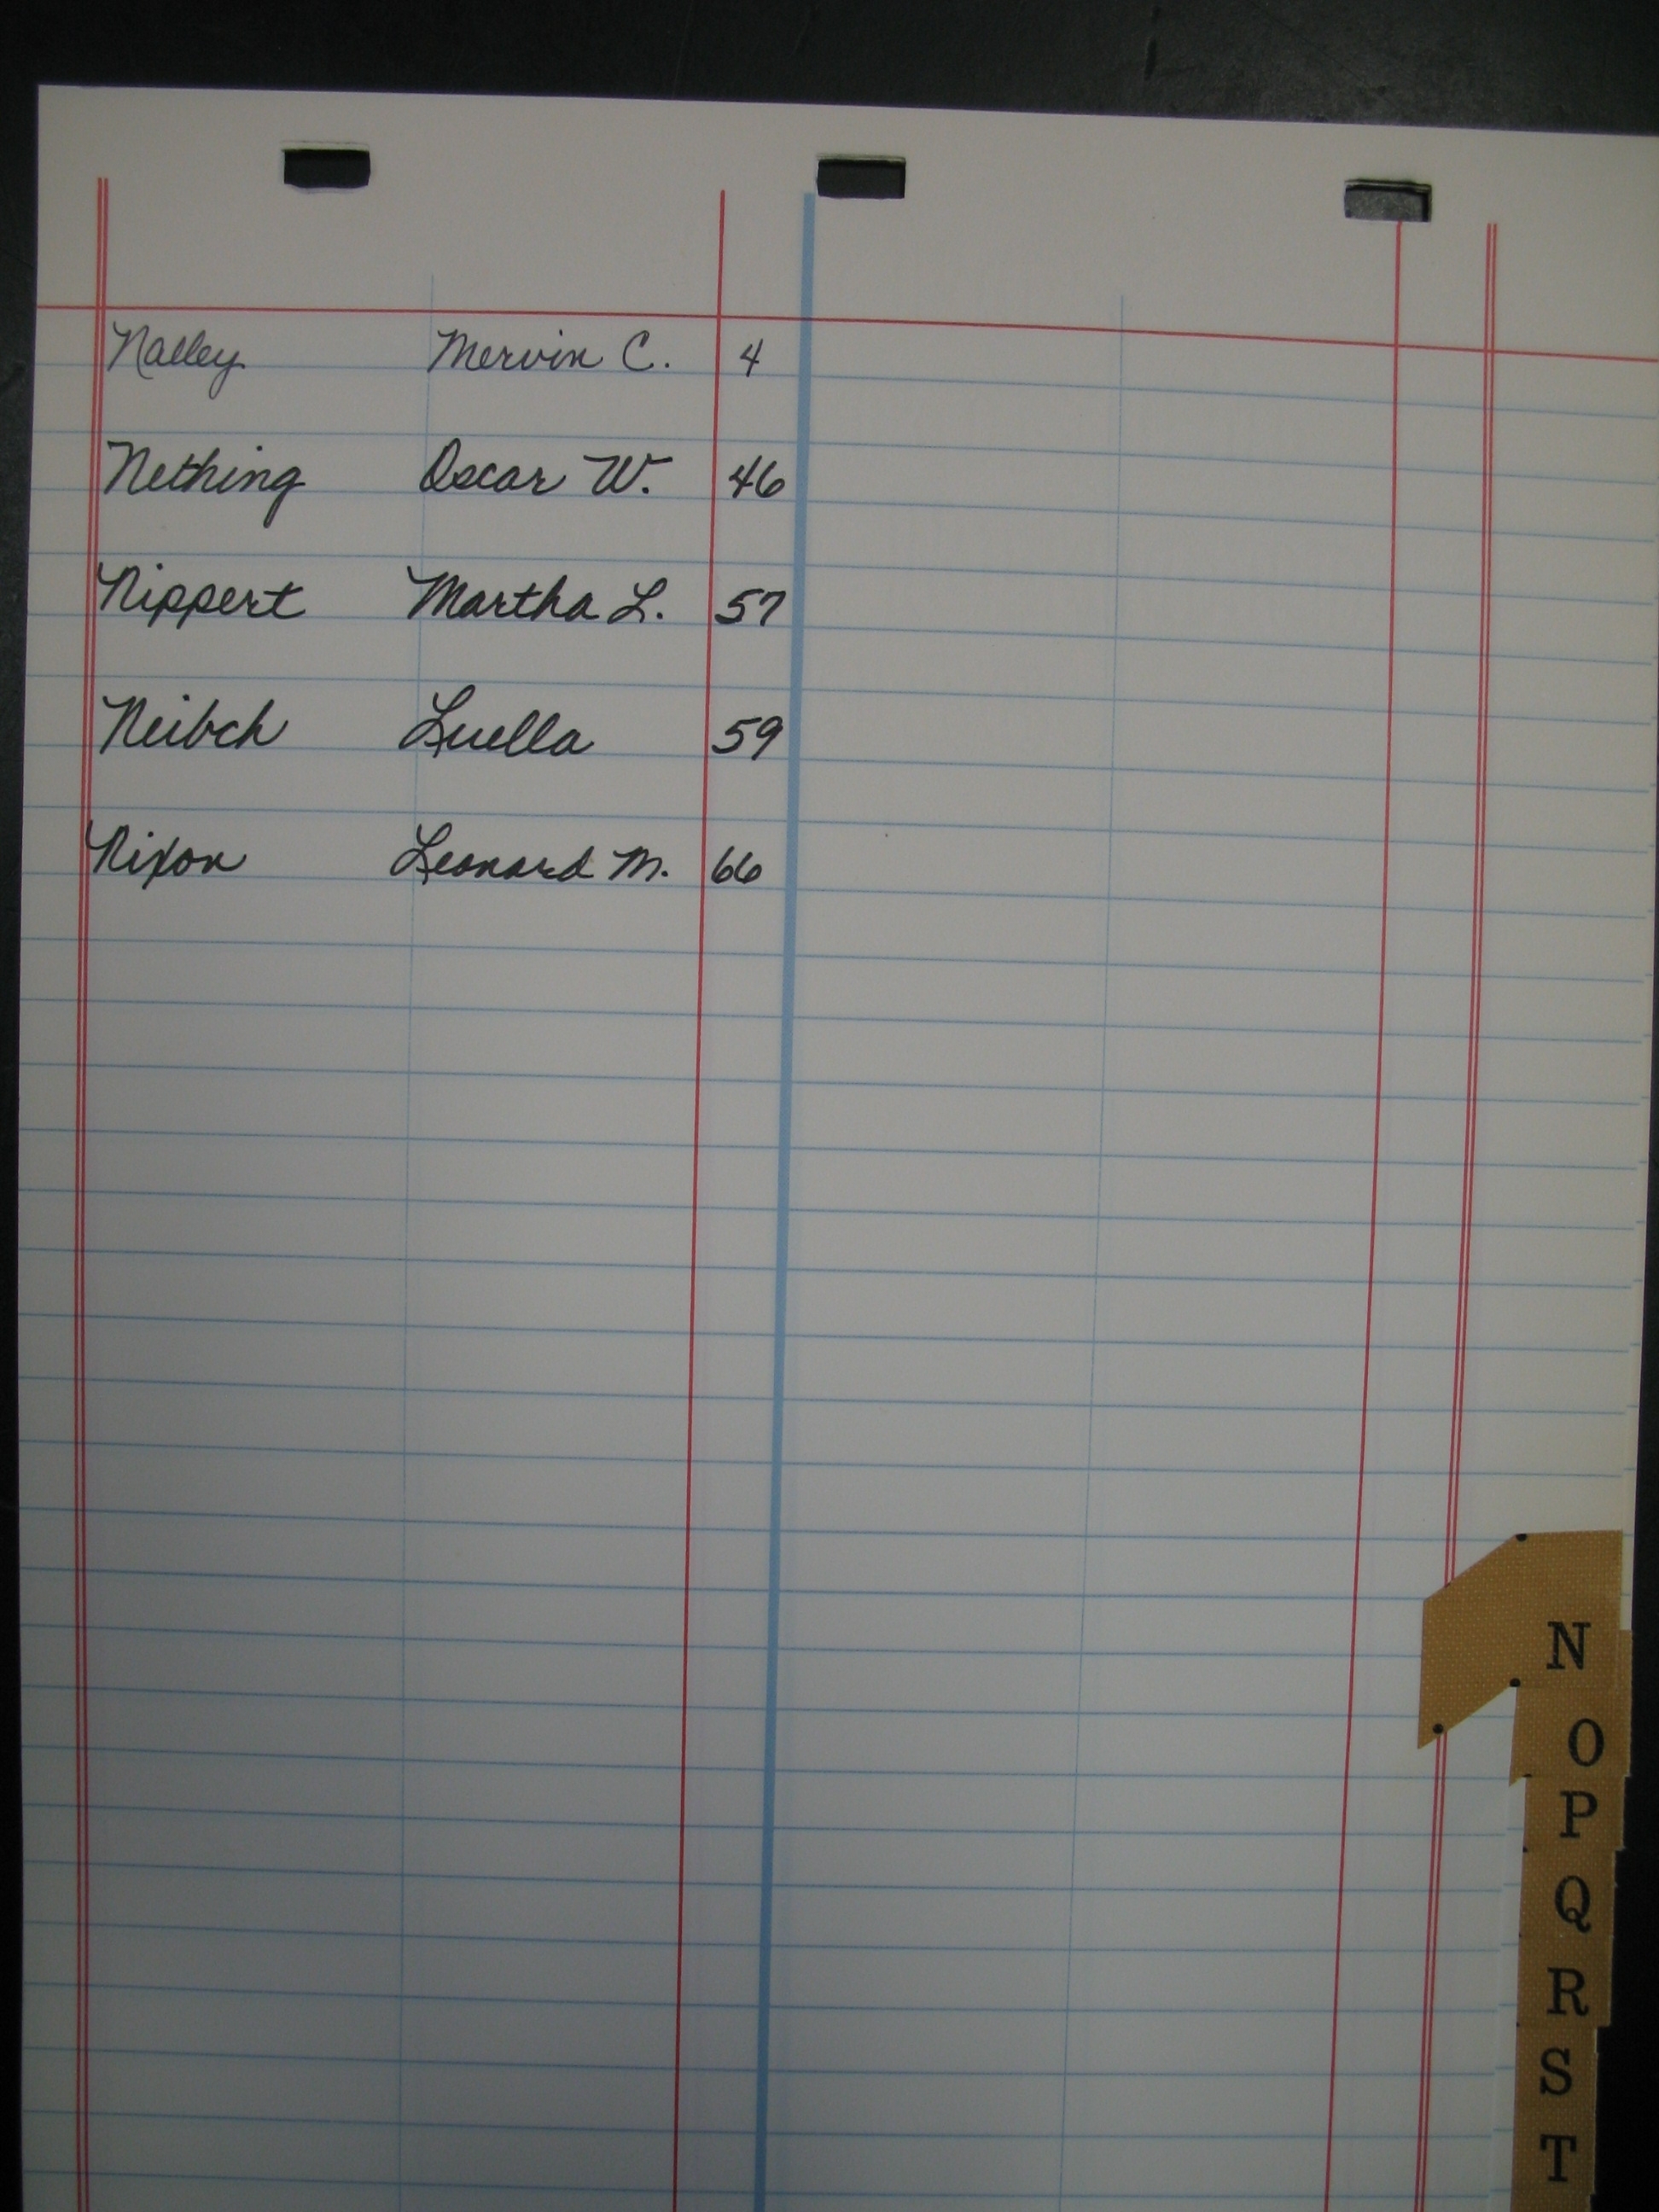 Nalley Mervin C. 4
Nething Oscar W. 46
Nippert Martha L. 57
Neibch Luella 59
Nixon Leonard M. 66
N
O
P
Q
R
S
T